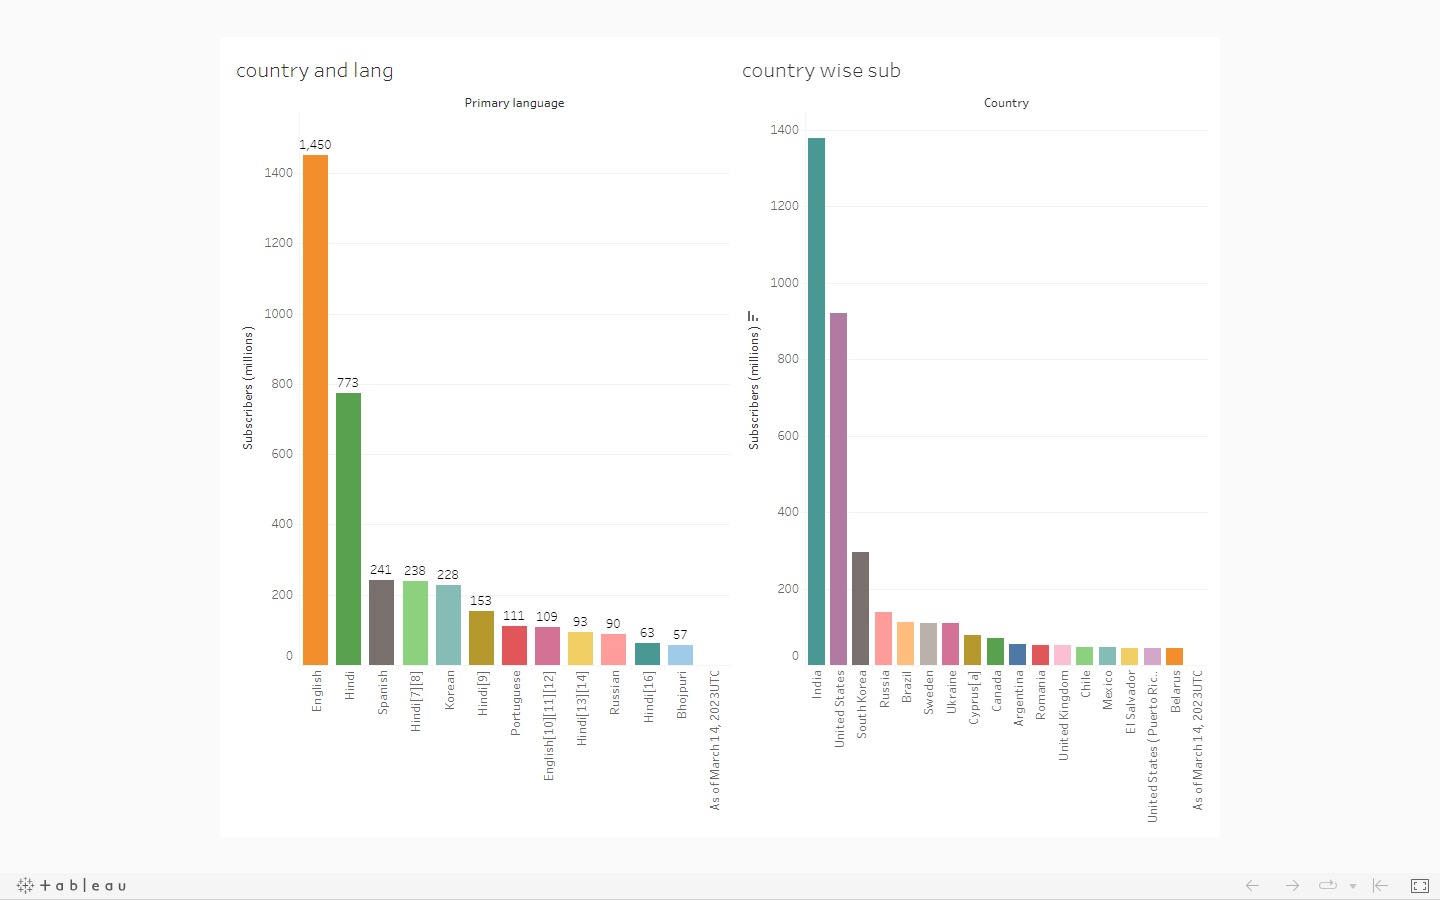 country and lang
Primary language
Subscribers (millions)
1400
1200
1000
800
600
400
200
0
1,450
773
241
238
228
153
111
109
93
90
63
57
English
Hindi
Spanish
Hindi[7][8]
Korean
Hindi[9]
Portuguese
English[10][11][12]
Hindi[13][14]
Russian
Hindi[16]
Bhojpuri
As of March 14, 2023UTC
country wise sub
Country
Subscribers (millions)
1400
1200
1000
800
600
400
200
0
India
United States
South Korea
Russia
Brazil
Sweden
Ukraine
Cyprus[a]
Canada
Argentina
Romania
United Kingdom
Chile
Mexico
El Salvador
United States ( Puerto Ric..
Belarus
As of March 14, 2023UTC
+ a b l e a u